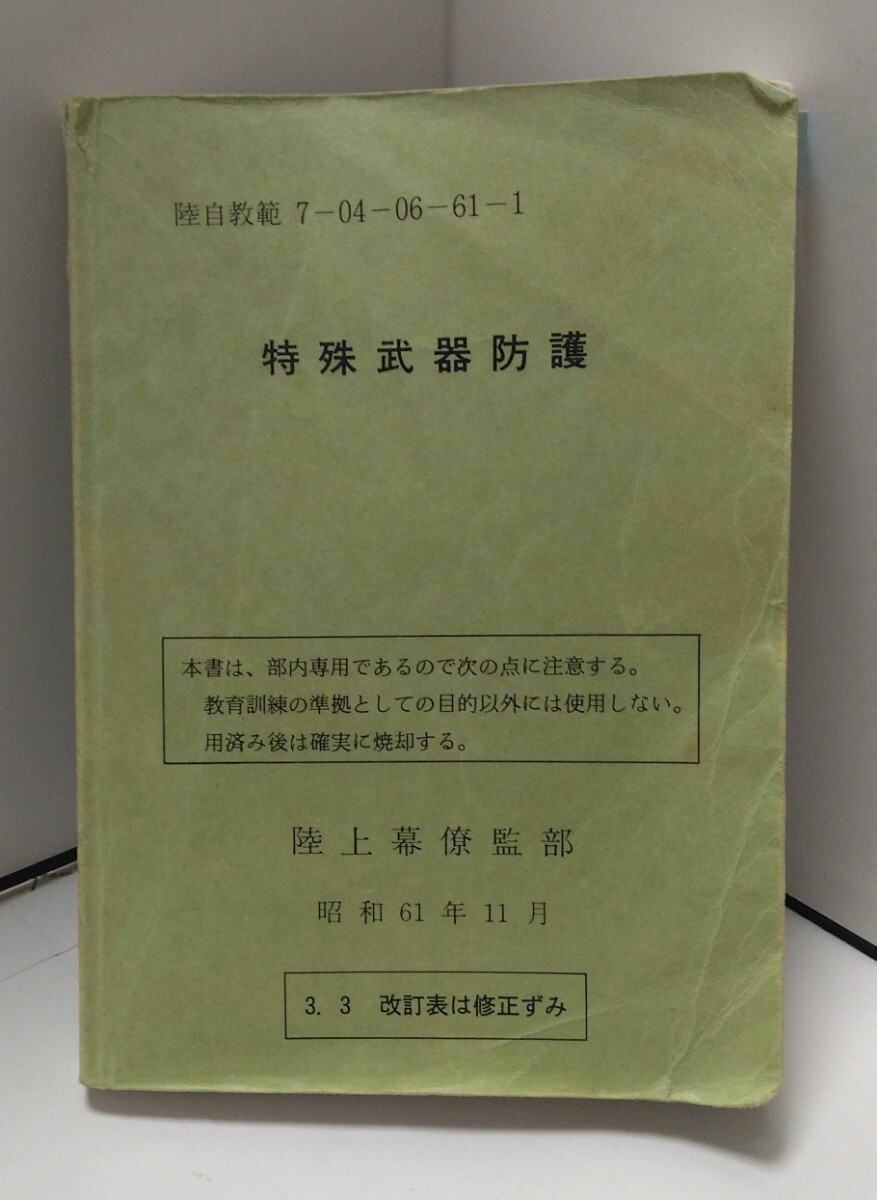 陸自教範 7－04－06－61－1
特殊武器防護
本書は、部内専用であるので次の点に注意する。
教育訓練の準拠としての目的以外には使用しない。
用済み後は確実に焼却する。
陸上幕僚監部
昭和61年11月
3．3　改訂表は修正ずみ